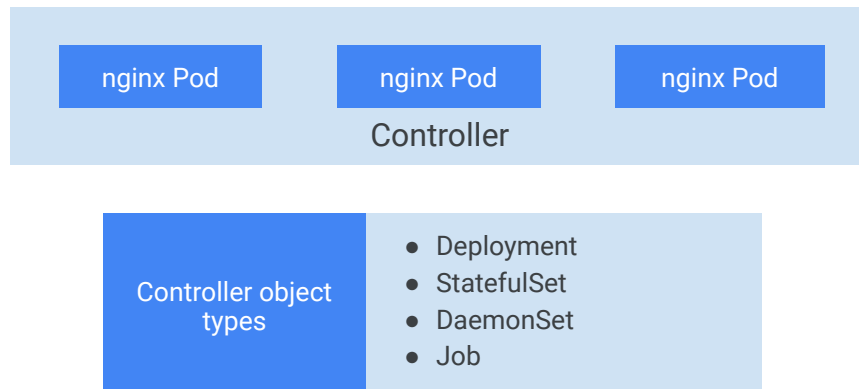 nginx Pod nginx Pod nginx Pod
Controller
Controller object
types
● Deployment
● StatefulSet
● DaemonSet
● Job